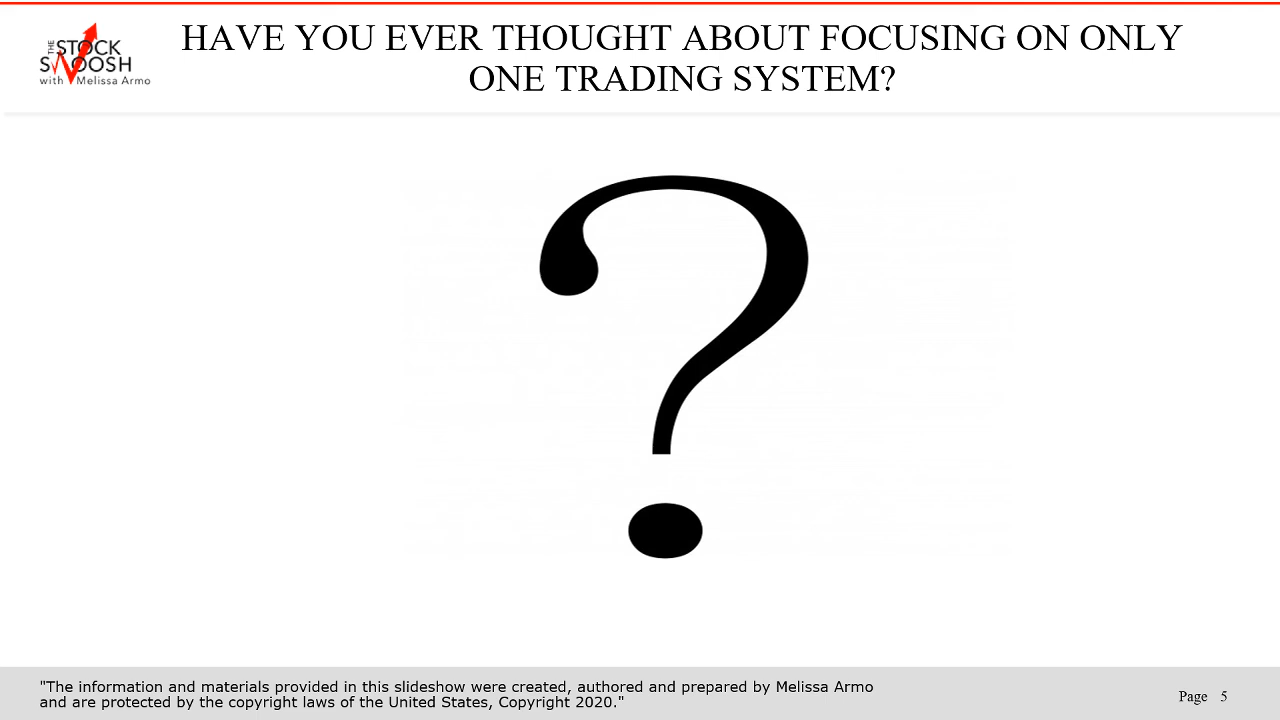 THE
STOCK
SWOOSH
with Melissa Armo
HAVE YOU EVER THOUGHT ABOUT FOCUSING ON ONLY
ONE TRADING SYSTEM?
?
"The information and materials provided in this slideshow were created, authored and prepared by Melissa Armo
and are protected by the copyright laws of the United States, Copyright 2020."
Page 5